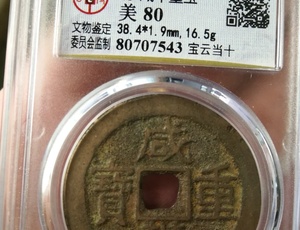 美 80
文物鉴定 38.4*1.9mm,16.5g
委员会监制 80707543 宝云当十
咸
寶 重